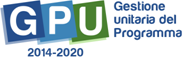 GPU
Gestione
unitaria del
Programma
2014-2020